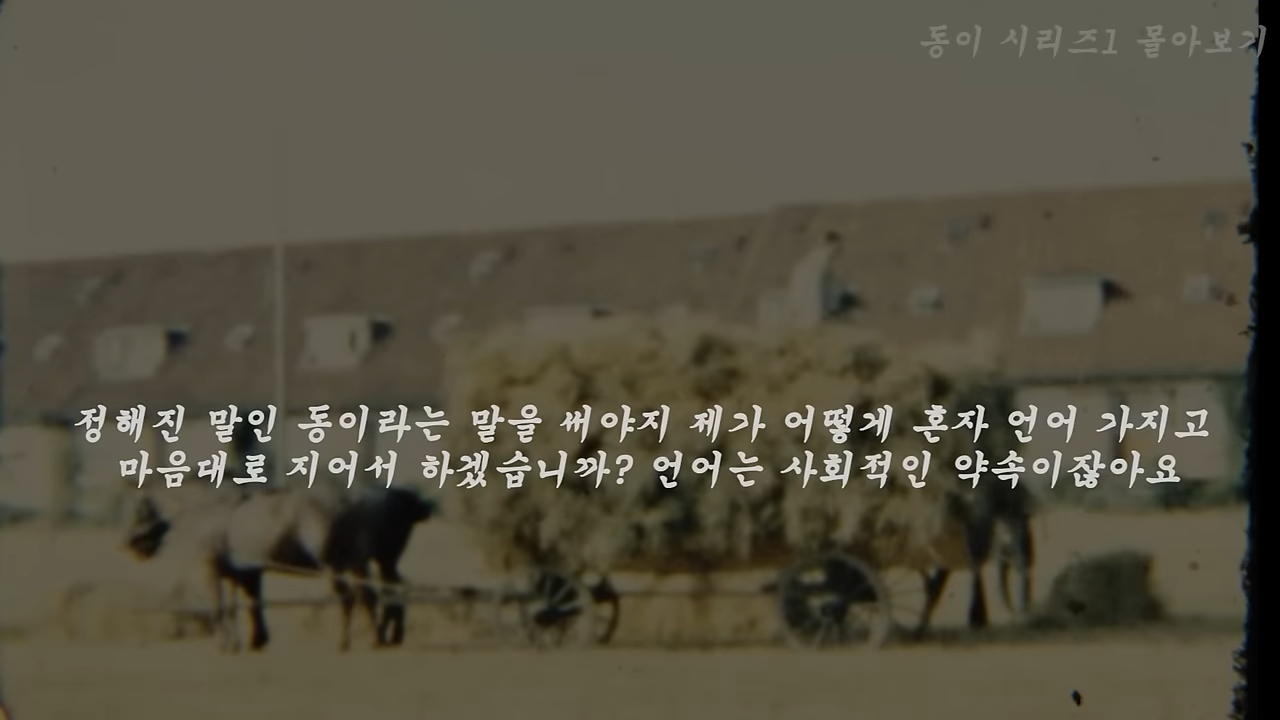 동이 시리즈1 몰아보기
정해진 말인 동이라는 말을 써야지 제가 어떻게 혼자 언어 가지고
마음대로 지어서 하겠습니까? 언어는 사회적인 약속이잖아요